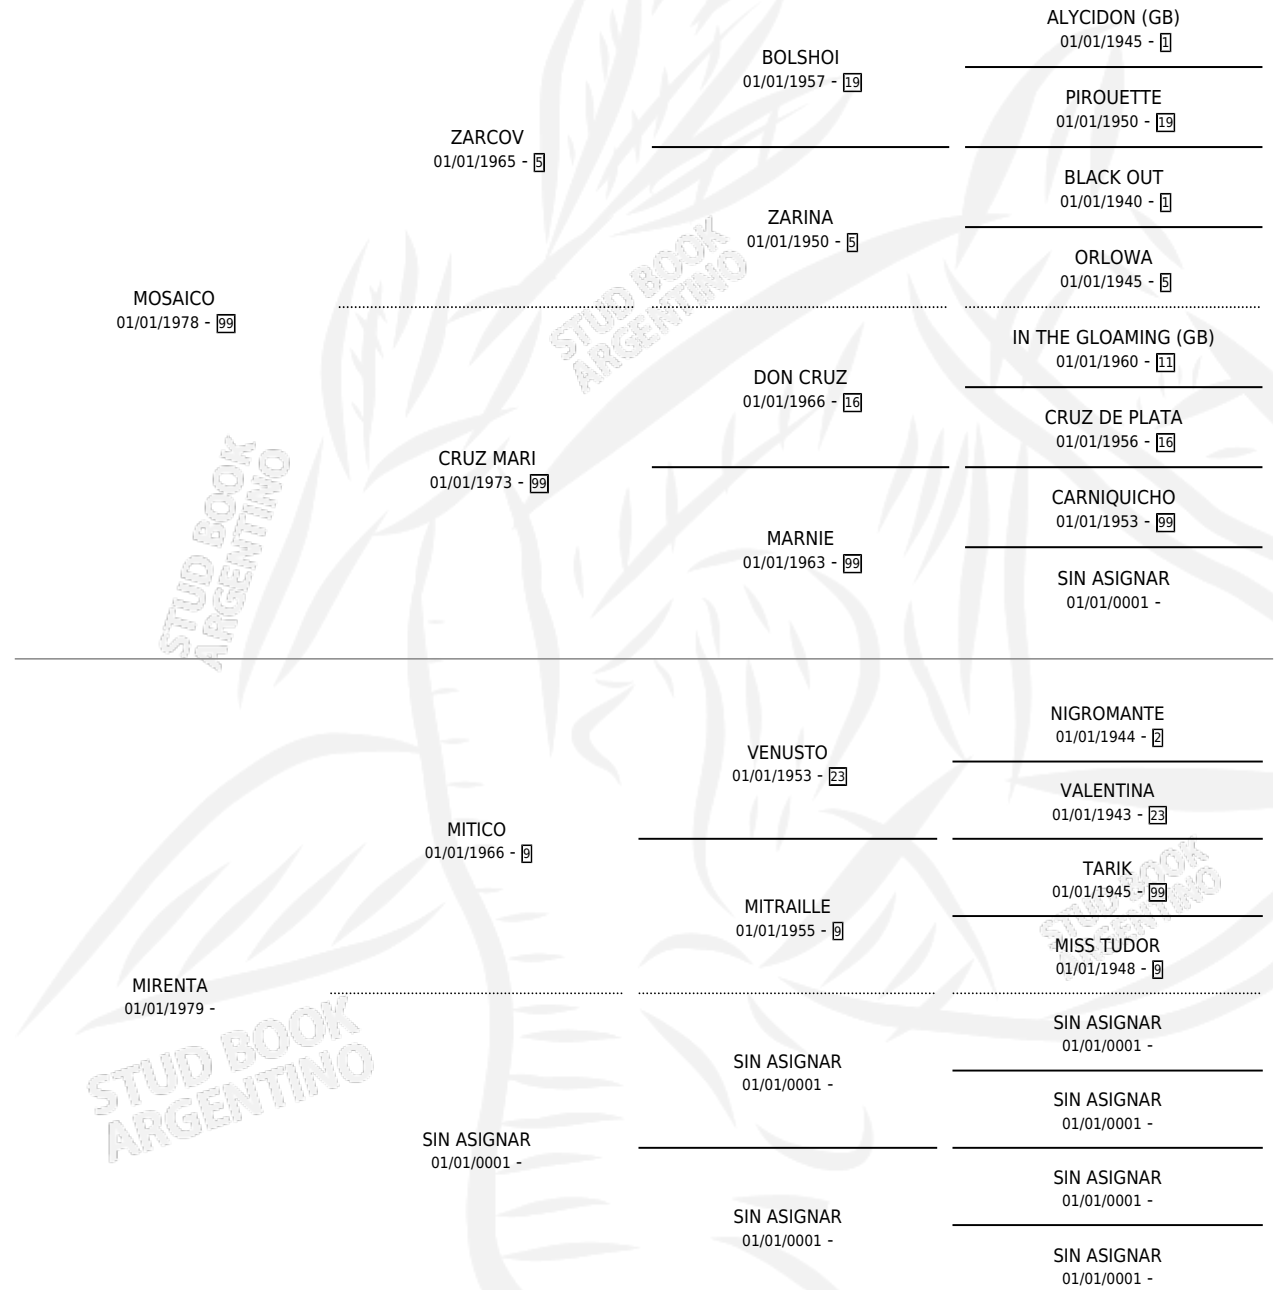 ALYCIDON (GB)
01/01/1945 - 1
BOLSHOI
01/01/1957 - 19
PIROUETTE
01/01/1950 - 19
ZARCOV
01/01/1965 - 5
BLACK OUT
01/01/1940 - 1
ZARINA
01/01/1950 - 5
ORLOWA
01/01/1945 - 5
MOSAICO
01/01/1978 - 99
STUD BOOK
ARGENTINO
IN THE GLOAMING (GB)
01/01/1960 - 11
DON CRUZ
01/01/1966 - 16
CRUZ DE PLATA
01/01/1956 - 16
CRUZ MARI
01/01/1973 - 99
CARNIQUICHO
01/01/1953 - 99
MARNIE
01/01/1963 - 99
SIN ASIGNAR
01/01/0001 -
STUD BOOK
ARGENTINO
NIGROMANTE
01/01/1944 - 2
VENUSTO
01/01/1953 - 23
VALENTINA
01/01/1943 - 23
MITICO
01/01/1966 - 9
TARIK
01/01/1945 - 99
MITRAILLE
01/01/1955 - 9
MISS TUDOR
01/01/1948 - 9
STUD BOOK
ARGENTINO
MIRENTA
01/01/1979 -
SIN ASIGNAR
01/01/0001 -
SIN ASIGNAR
01/01/0001 -
SIN ASIGNAR
01/01/0001 -
STUD BOOK
ARGENTINO
SIN ASIGNAR
01/01/0001 -
SIN ASIGNAR
01/01/0001 -
SIN ASIGNAR
01/01/0001 -
SIN ASIGNAR
01/01/0001 -